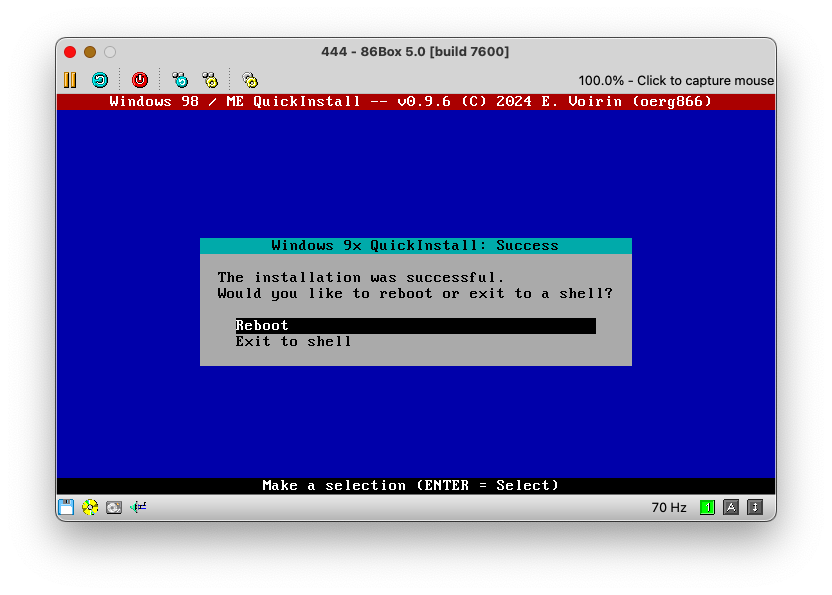 444 - 86Box 5.0 [build 7600]
100.0% - Click to capture mouse
Windows 98 / ME QuickInstall -- v0.9.6 (C) 2024 E. Voirin (oerg866)
Windows 9x QuickInstall: Success
The installation was successful.
Would you like to reboot or exit to a shell?
Reboot
Exit to shell
Make a selection (ENTER = Select)
70 Hz 1 A